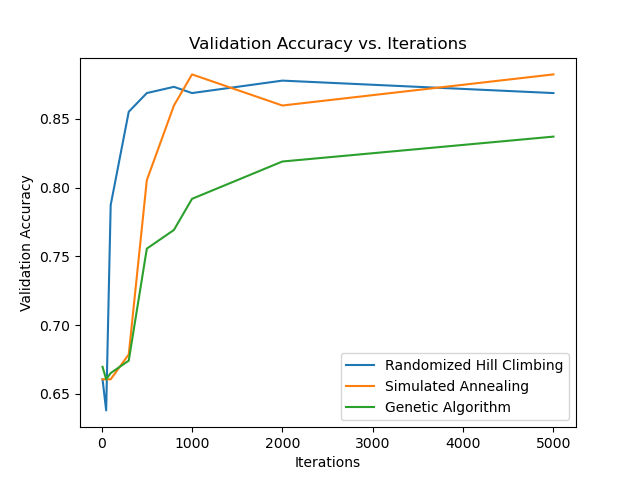 Validation Accuracy vs. Iterations
Validation Accuracy
0.85
0.80
0.75
0.70
0.65
Randomized Hill Climbing
Simulated Annealing
Genetic Algorithm
0 1000 2000 3000 4000 5000
Iterations